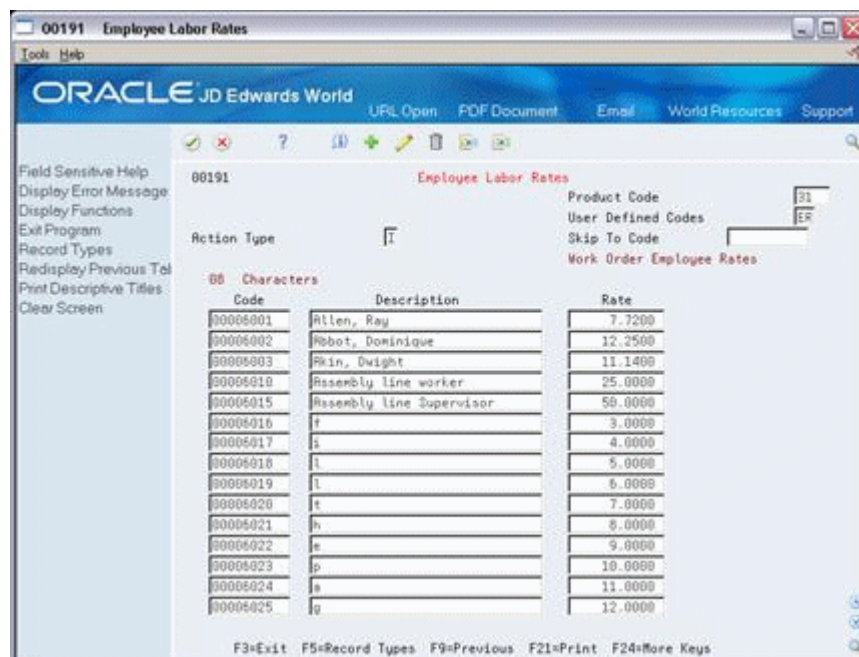 00191 Employee Labor Rates
Tools Help
ORACLE JD Edwards World
URL Open PDF Document Email World Resources Support
Field Sensitive Help
Display Error Message
Display Functions
Exit Program
Record Types
Redisplay Previous Tal
Print Descriptive Titles
Clear Screen
00191 Employee Labor Rates
Product Code 31
User Defined Codes ER
Action Type I Skip To Code
Work Order Employee Rates
08 Characters
Code Description Rate
00006001 Allen, Ray 7.7200
00006002 Abbot, Dominique 12.2500
00006003 Akin, Dwight 11.1400
00006010 Assembly line worker 25.0000
00006015 Assembly line Supervisor 50.0000
00006016 f 3.0000
00006017 i 4.0000
00006018 l 5.0000
00006019 l 6.0000
00006020 t 7.0000
00006021 h 8.0000
00006022 e 9.0000
00006023 p 10.0000
00006024 a 11.0000
00006025 g 12.0000
F3=Exit F5=Record Types F9=Previous F21=Print F24=More Keys